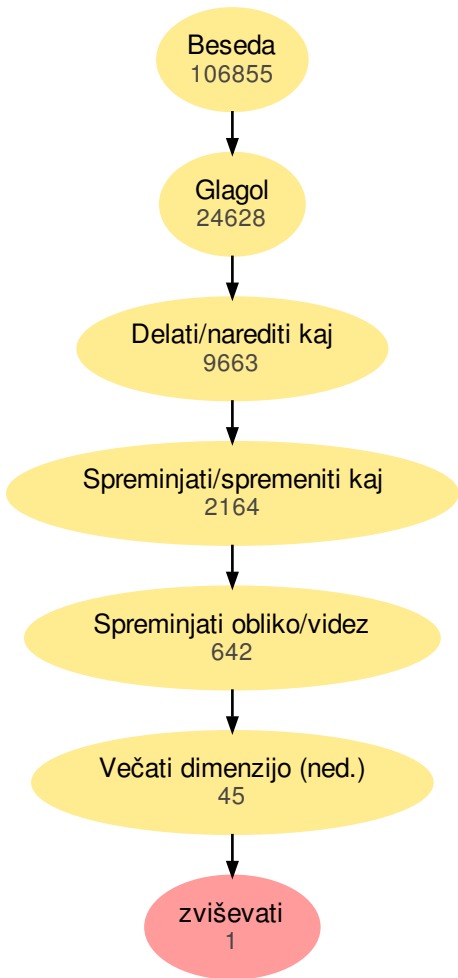 Beseda
106855
Glagol
24628
Delati/narediti kaj
9663
Spreminjati/spremeniti kaj
2164
Spreminjati obliko/videz
642
Večati dimenzijo (ned.)
45
zviševati
1